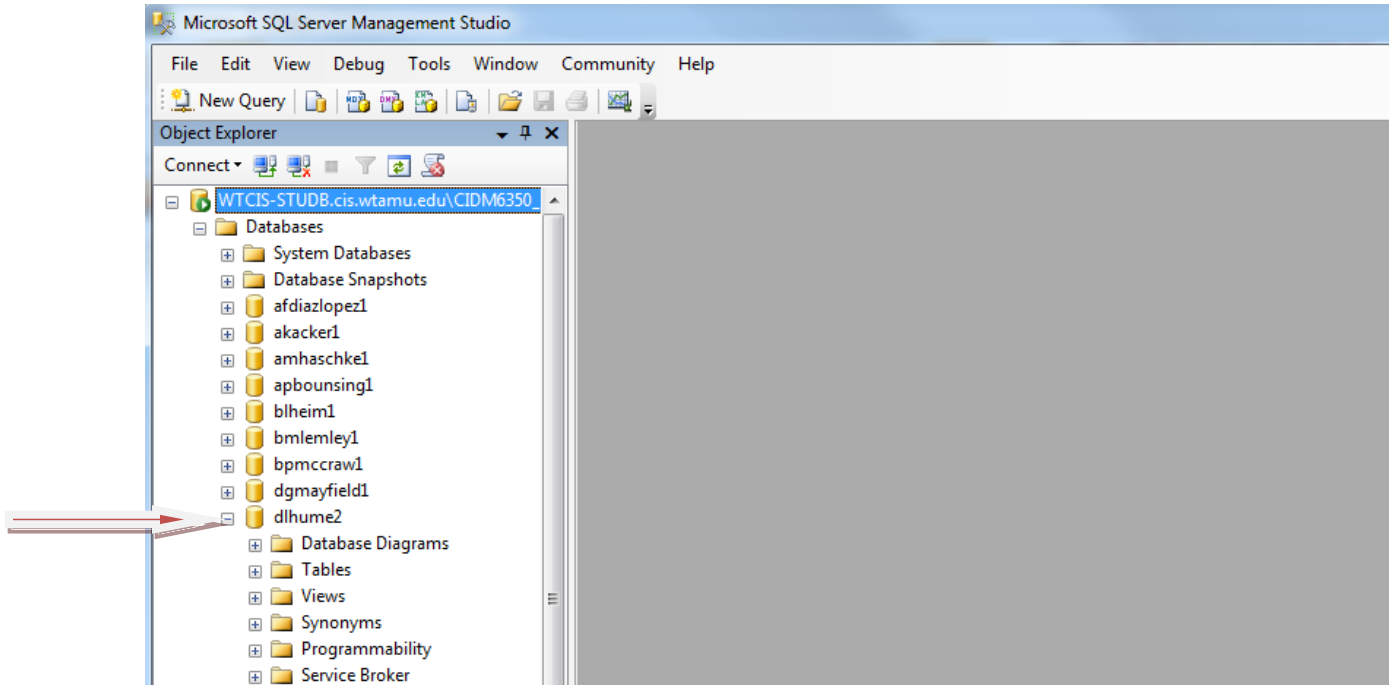 Microsoft SQL Server Management Studio
File Edit View Debug Tools Window Community Help
New Query
Object Explorer
Connect
WTCIS-STUDB.cis.wtamu.edu\CIDM6350_
Databases
System Databases
Database Snapshots
afdiazlopez1
akacker1
amhaschke1
apbounsing1
blheim1
bmlemley1
bpmccraw1
dgmayfield1
dlhume2
Database Diagrams
Tables
Views
Synonyms
Programmability
Service Broker